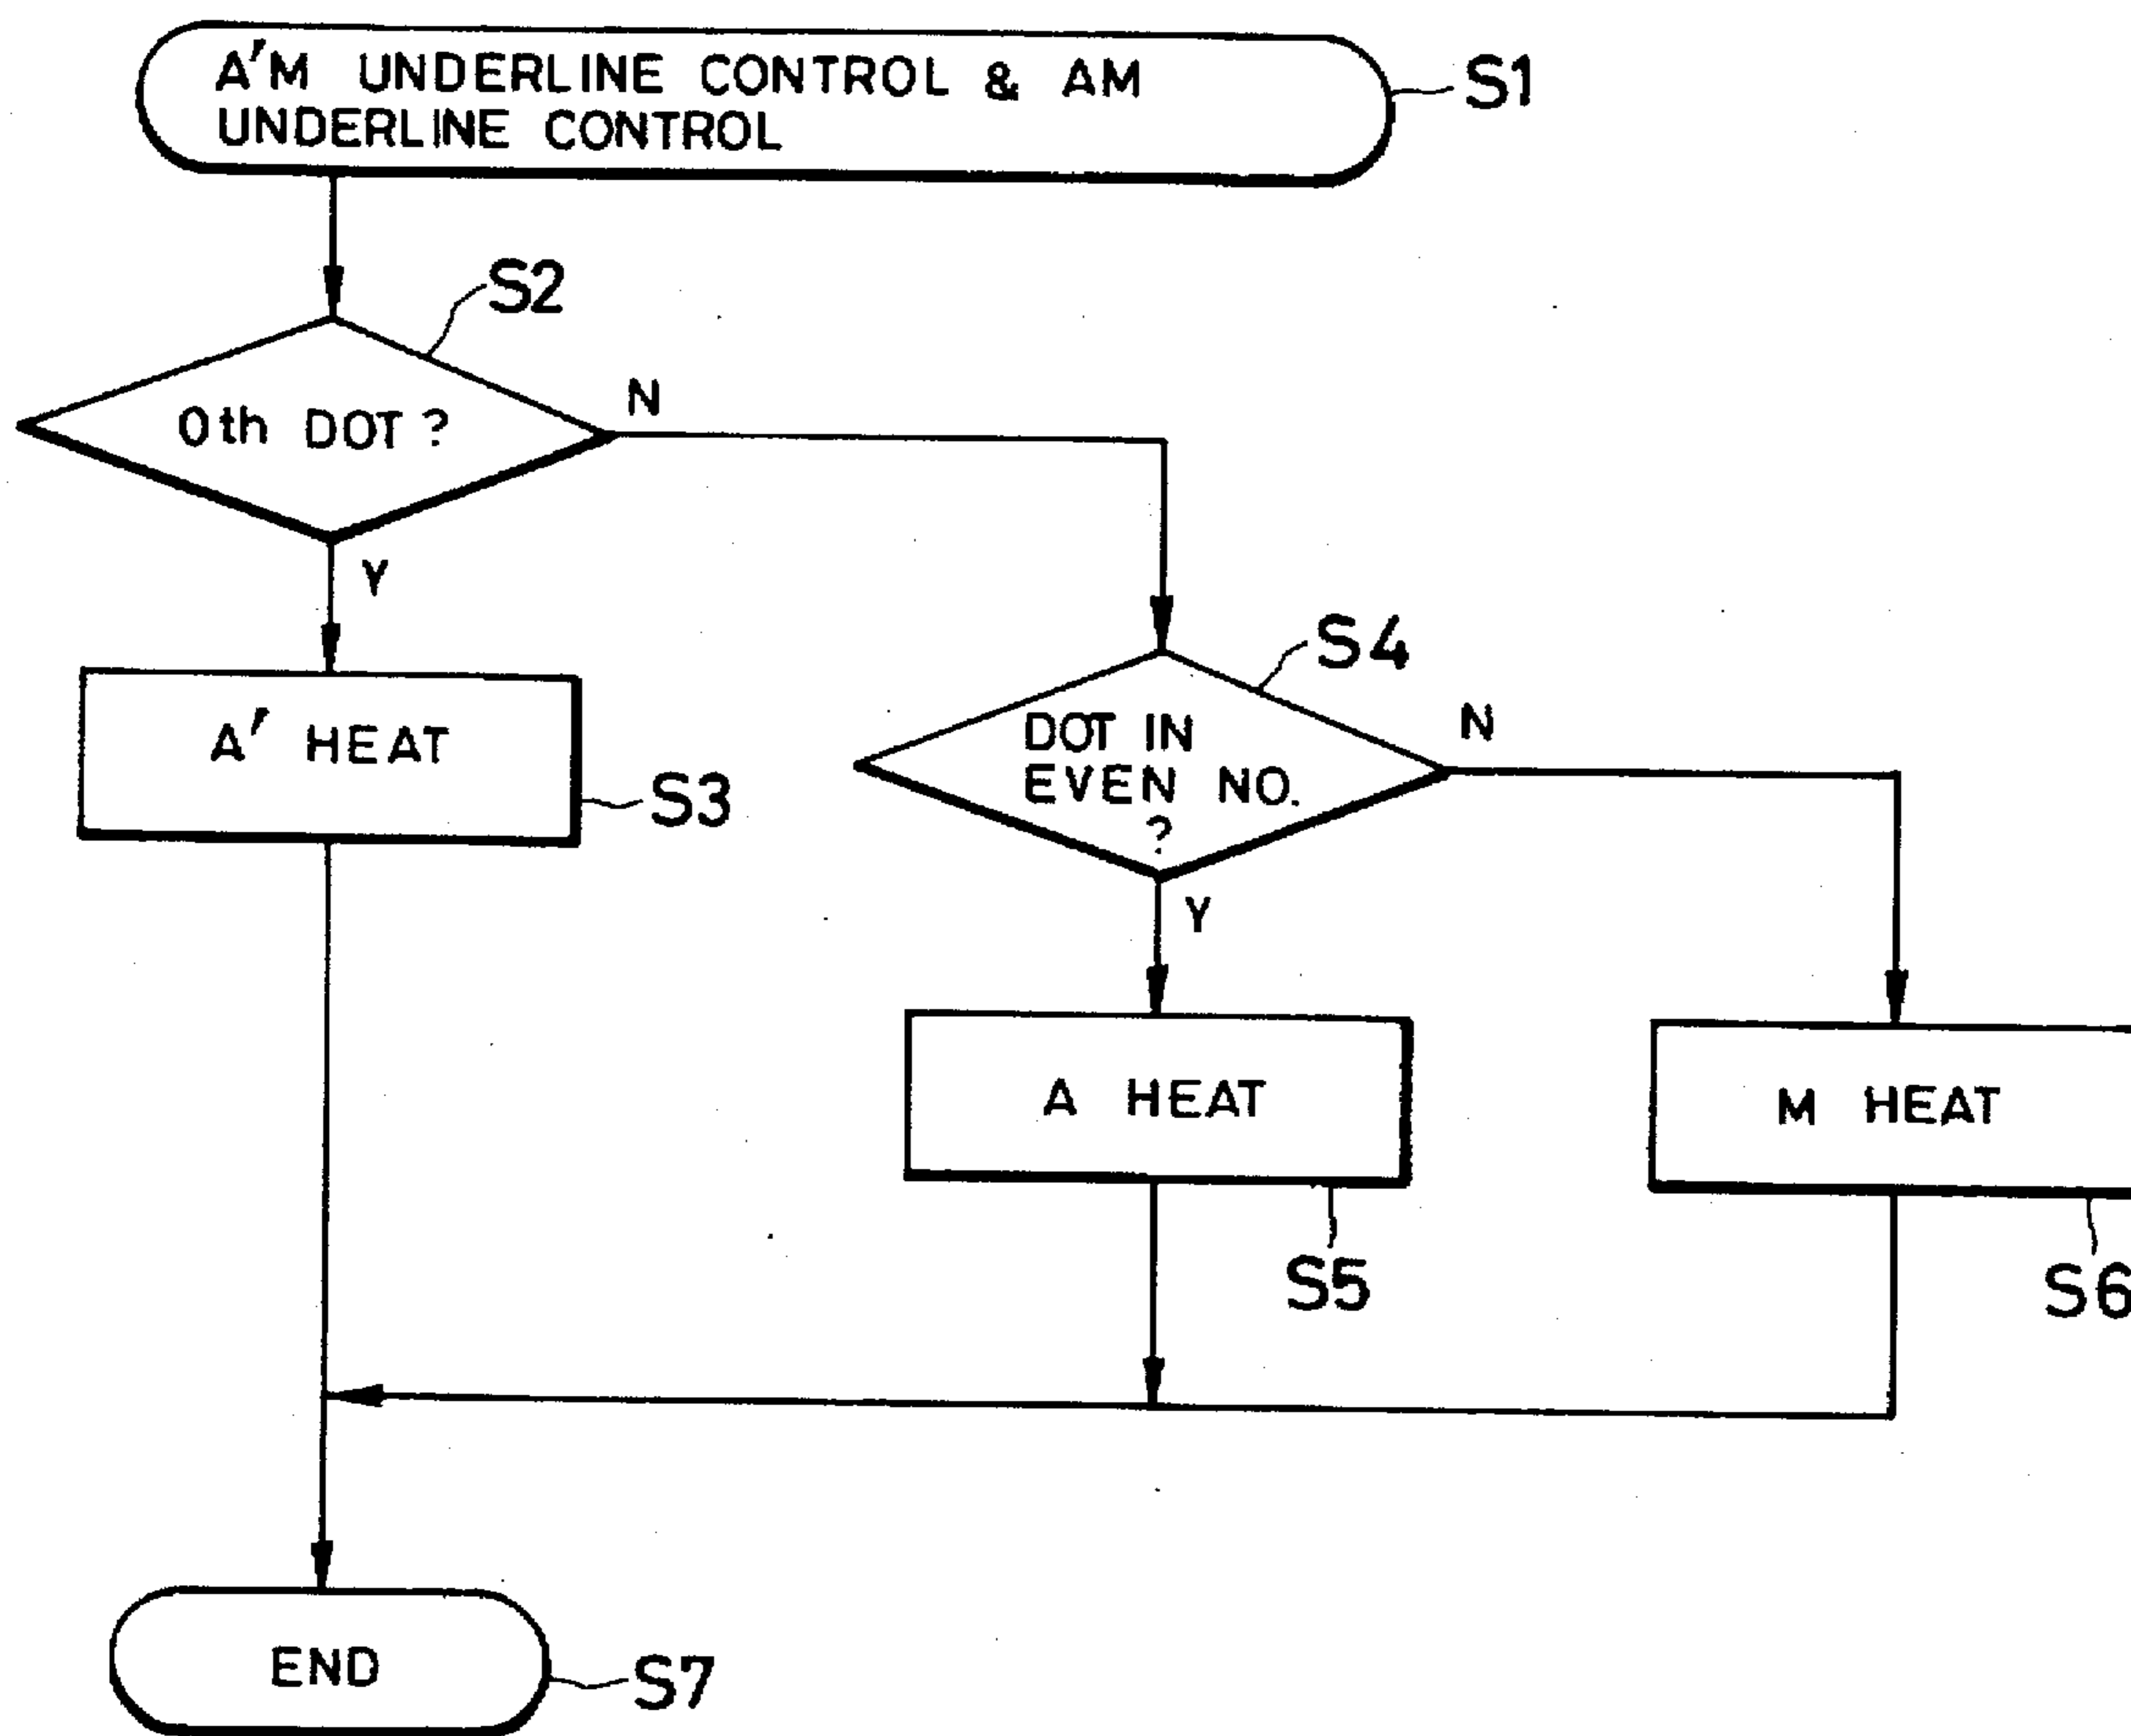 A'M UNDERLINE CONTROL & AM
UNDERLINE CONTROL
S1
S2
0th DOT ?
N
Y
A' HEAT
S3
S4
DOT IN
EVEN NO.
?
N
Y
A HEAT
M HEAT
S5
S6
END
S7